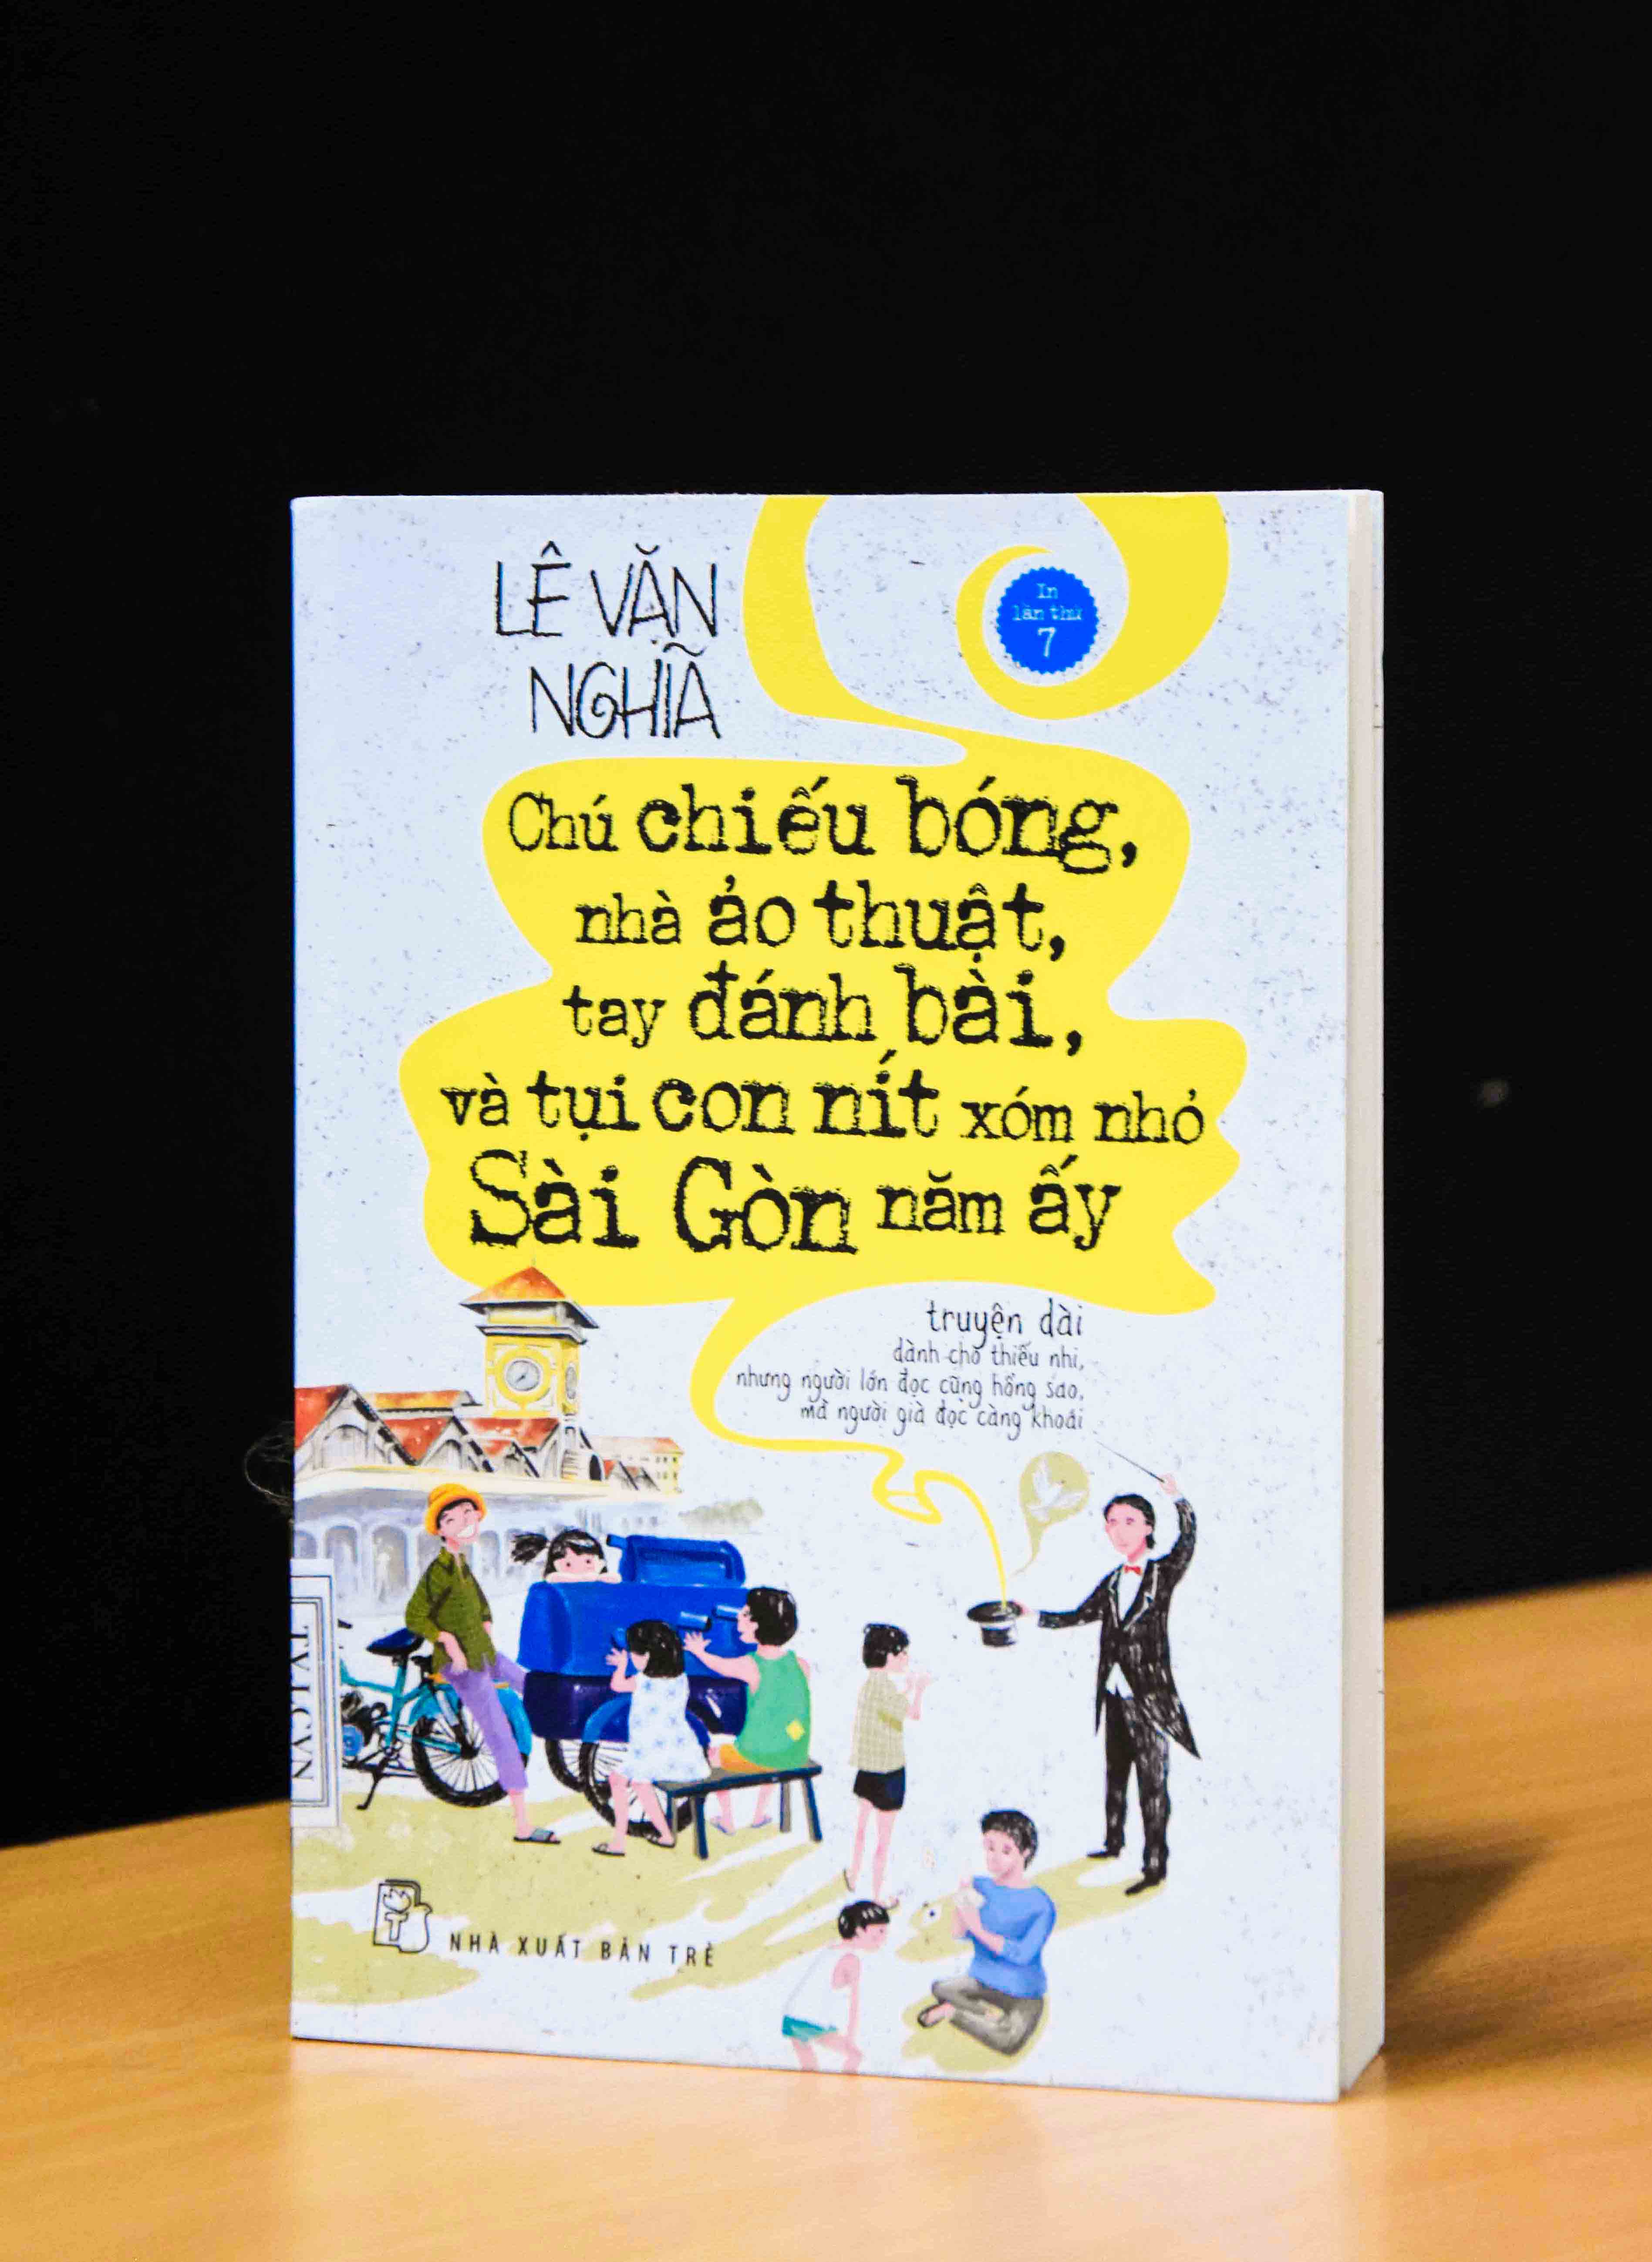 LÊ VĂN
NGHĨA
In
lần thứ
7
Chú chiếu bóng,
nhà ảo thuật,
tay đánh bài,
và tụi con nít xóm nhỏ
Sài Gòn năm ấy
truyện dài
dành cho thiếu nhi,
nhưng người lớn đọc cũng hổng sao,
mà người già đọc càng khoái
NHÀ XUẤT BẢN TRẺ